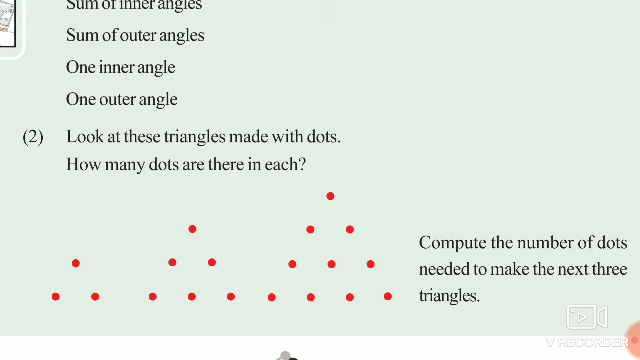 Sum of inner angles
Sum of outer angles
One inner angle
One outer angle
(2) Look at these triangles made with dots.
How many dots are there in each?
Compute the number of dots
needed to make the next three
triangles.
V RECORDER